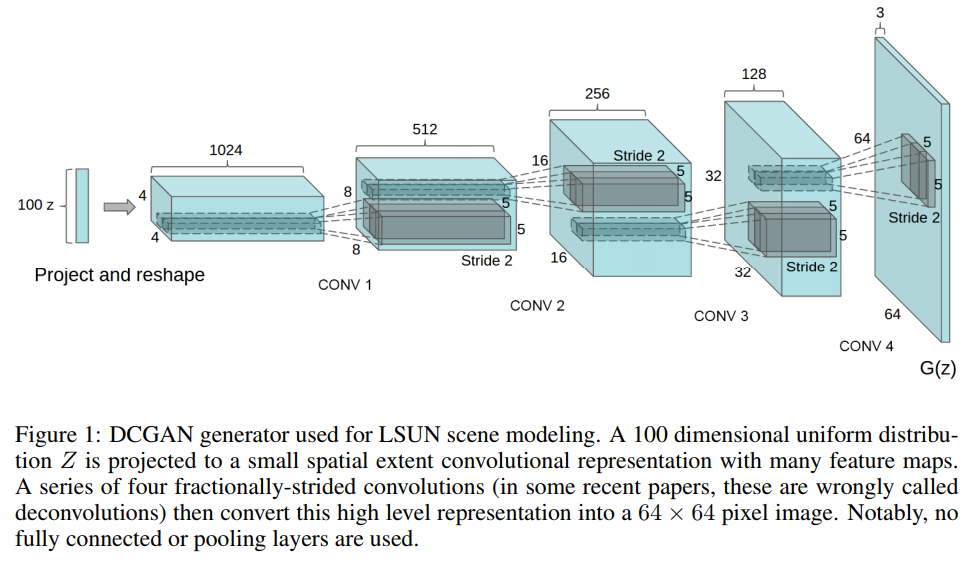 3
128
256
512
1024
64
5
5
Stride 2
16
Stride 2
5
5
32
100 z
4
8
5
5
5
5
Stride 2
4
8
Stride 2
16
32
Stride 2
64
Project and reshape
CONV 1
CONV 2
CONV 3
CONV 4
G(z)
Figure 1: DCGAN generator used for LSUN scene modeling. A 100 dimensional uniform distribu-
tion Z is projected to a small spatial extent convolutional representation with many feature maps.
A series of four fractionally-strided convolutions (in some recent papers, these are wrongly called
deconvolutions) then convert this high level representation into a 64 × 64 pixel image. Notably, no
fully connected or pooling layers are used.